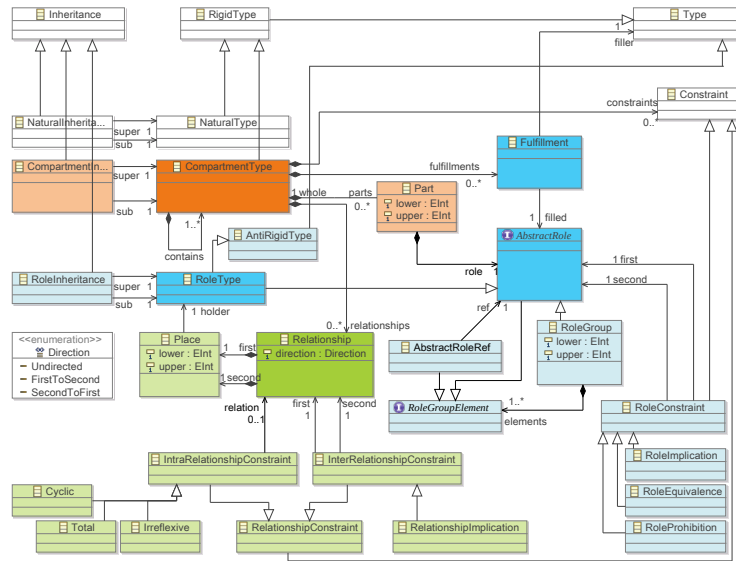 Inheritance
RigidType
Type
1
filler
Constraint
constraints
0..*
NaturalInherita...
super 1
sub 1
NaturalType
Fulfillment
CompartmentIn...
super 1
sub 1
CompartmentType
fulfillments
0..*
1 whole
parts
0..*
Part
lower : EInt
upper : EInt
1..*
contains
AntiRigidType
1 filled
AbstractRole
role 1
1 first
1 second
RoleInheritance
super 1
sub 1
RoleType
1 holder
ref 1
0..* relationships
<<enumeration>>
Direction
Undirected
FirstToSecond
SecondToFirst
Place
lower : EInt
upper : EInt
1 first
1 second
Relationship
direction : Direction
AbstractRoleRef
RoleGroup
lower : EInt
upper : EInt
relation
0..1
first
1
second
1
RoleGroupElement
1..*
elements
RoleConstraint
IntraRelationshipConstraint
InterRelationshipConstraint
RoleImplication
Cyclic
RoleEquivalence
Total
Irreflexive
RelationshipConstraint
RelationshipImplication
RoleProhibition